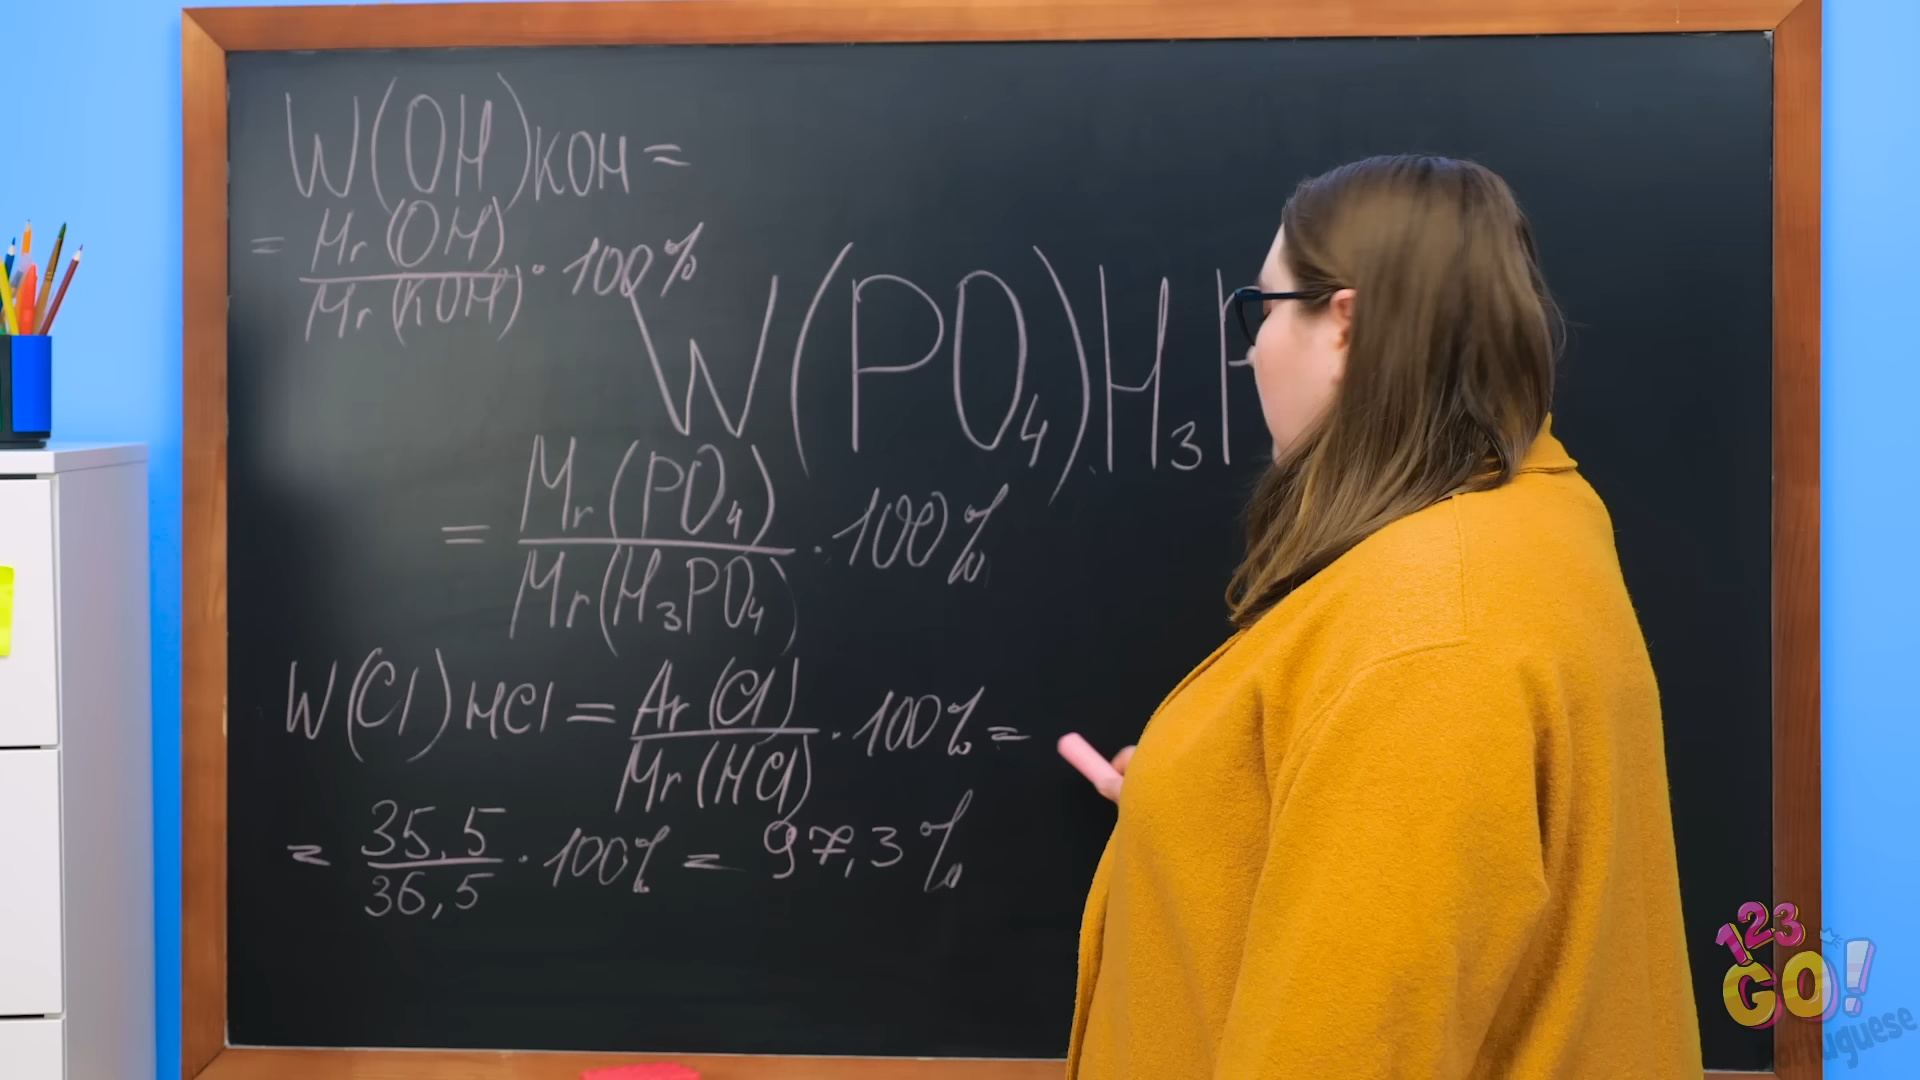 W(OH)KOH=
= Mr(OH)
Mr(KOH) · 100%
W(PO₄)H₃P
= Mr(PO₄)
Mr(H₃PO₄) · 100%
W(Cl)HCl = Ar(Cl)
Mr(HCl) · 100% =
= 35,5
36,5 · 100% = 97,3%
123
GO!
Portuguese